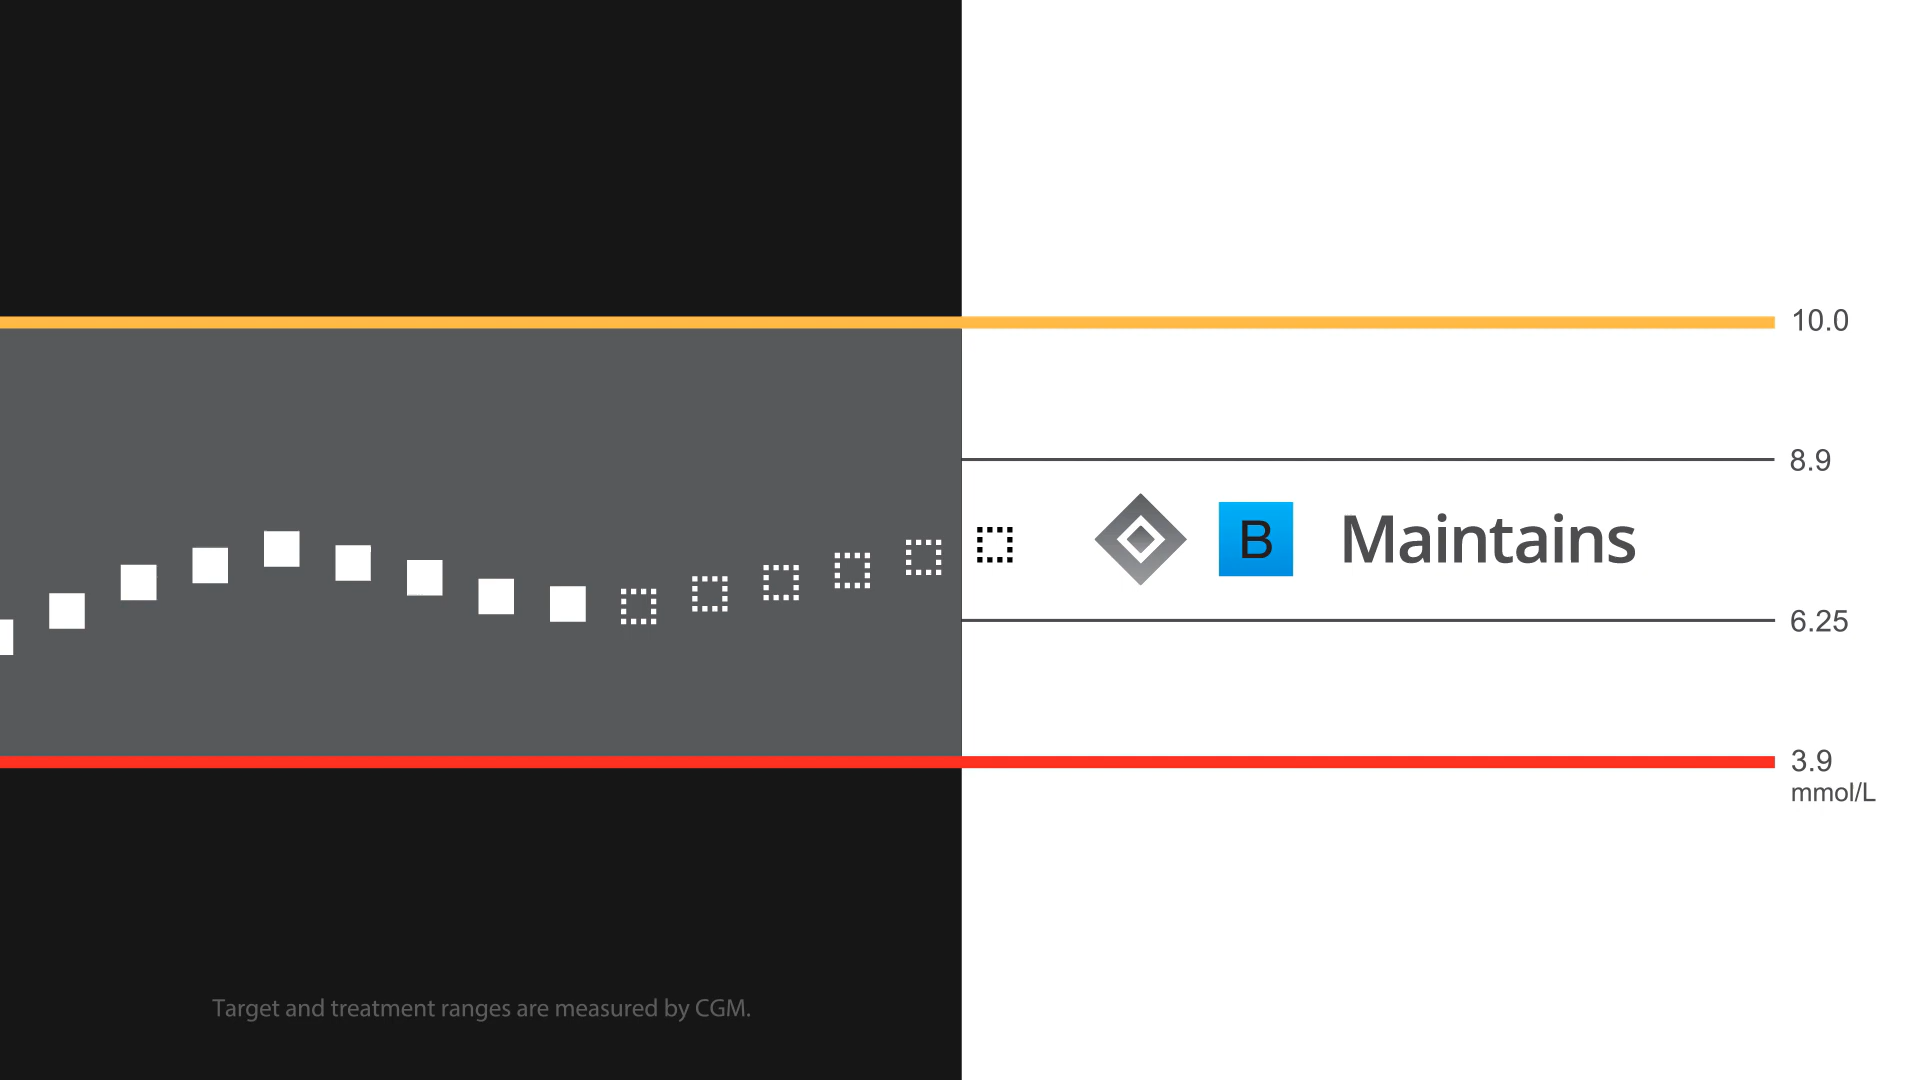 10.0
8.9
B Maintains
6.25
3.9
mmol/L
Target and treatment ranges are measured by CGM.